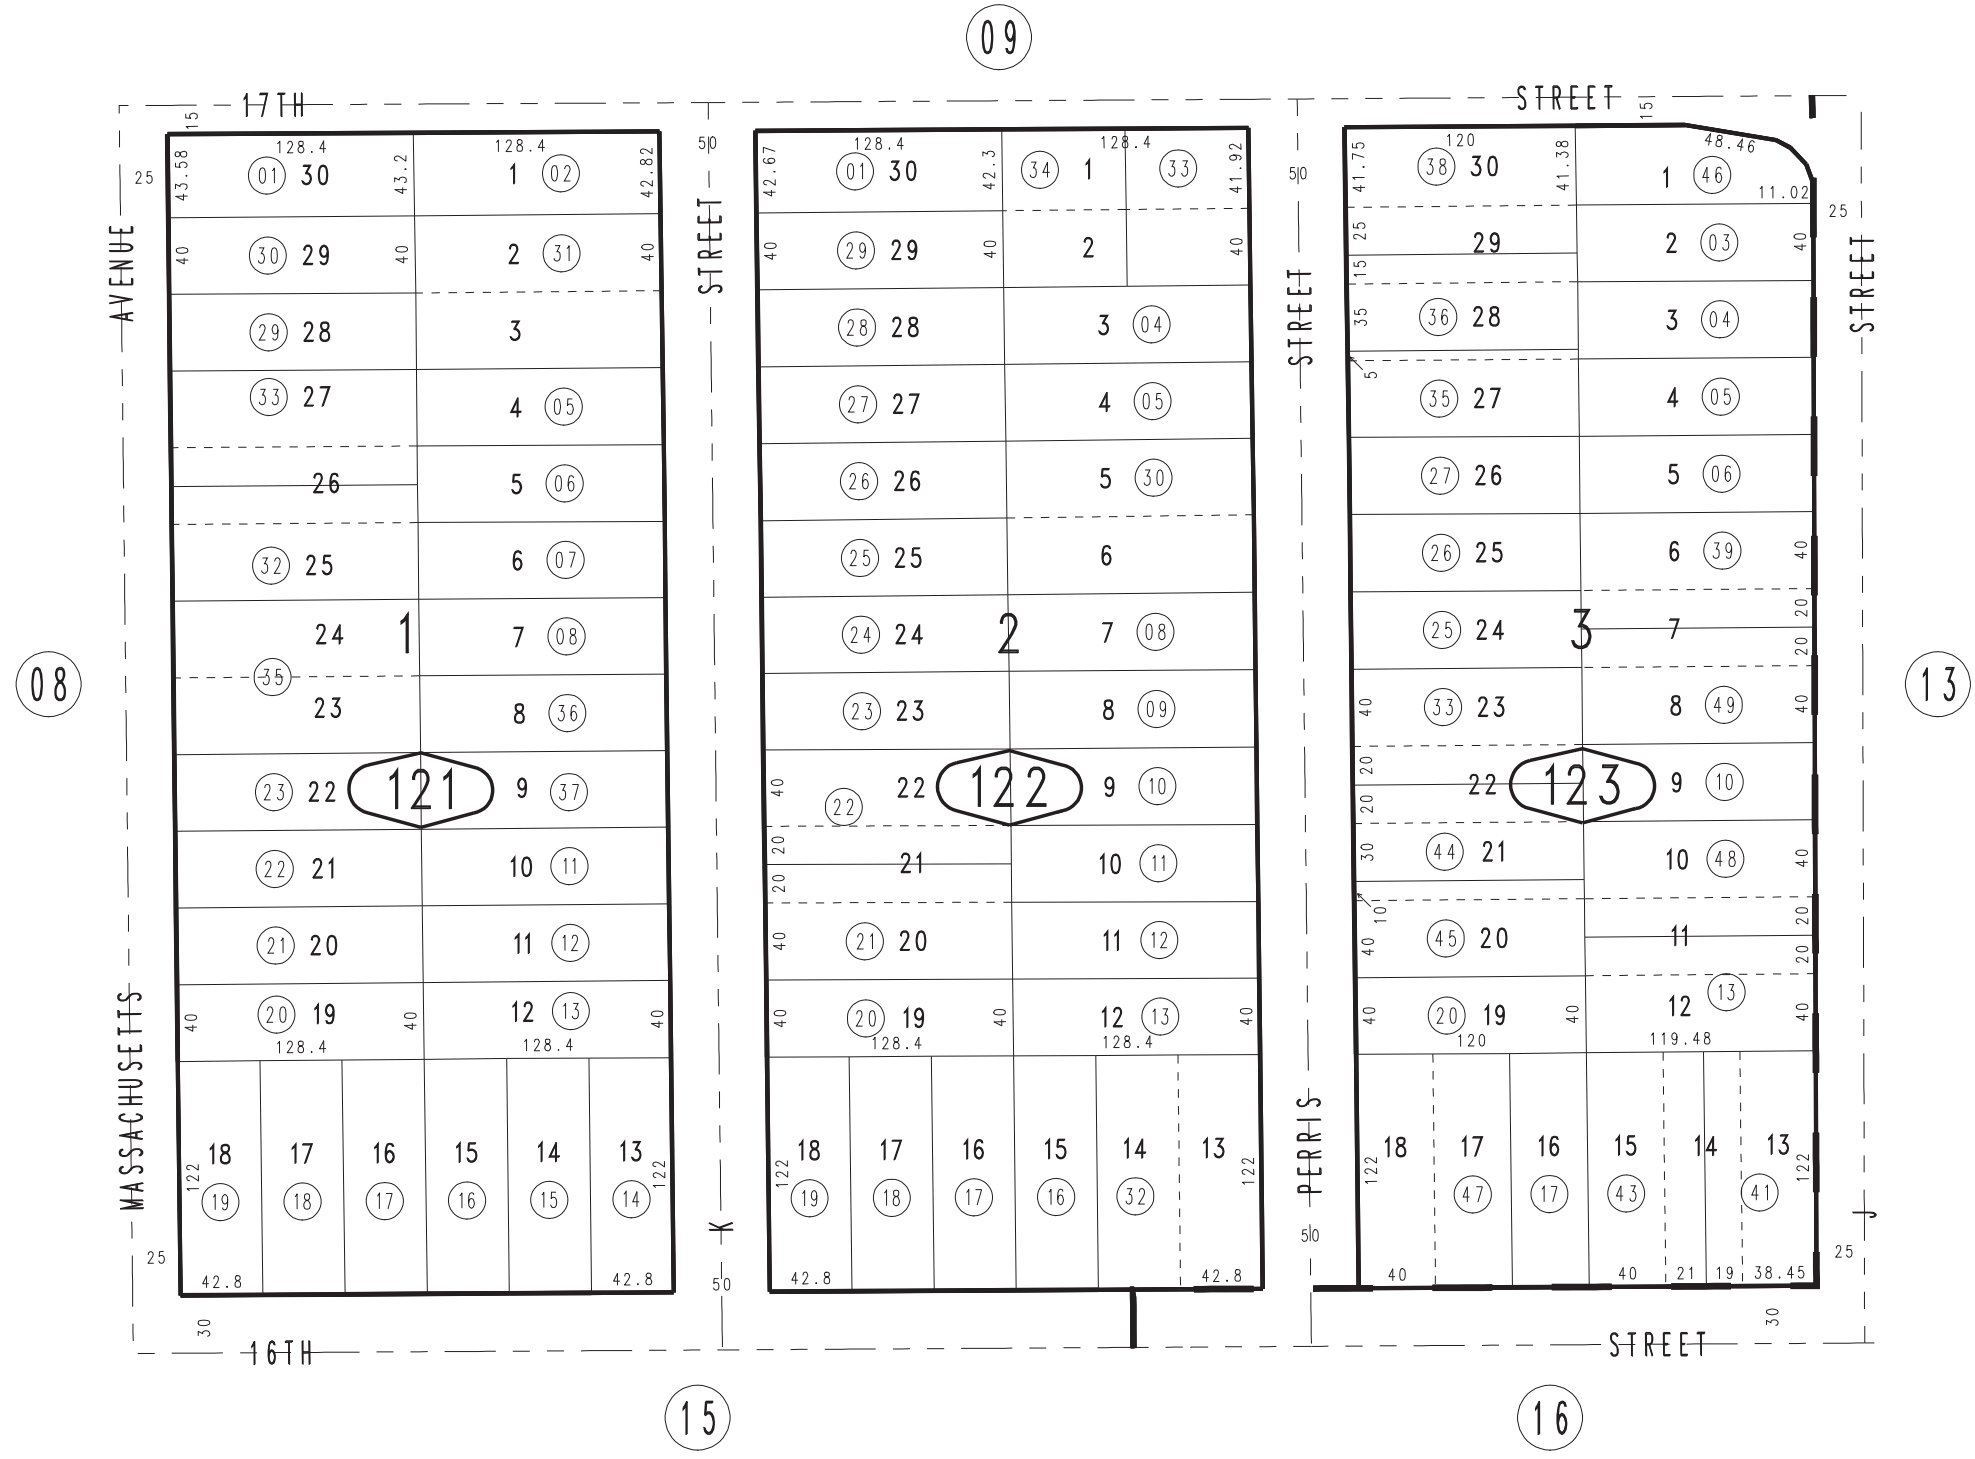 09
17TH STREET
15 15
128.4 128.4 50 128.4 128.4 120 48.46
43.58 43.2 42.82 42.67 42.3 41.92 41.75 41.38
25 01 30 1 02 01 30 34 1 33 50 38 30 1 46 11.02 25
40 30 29 40 2 31 40 40 29 29 40 2 40 25 29 2 03 40
15
29 28 3 28 28 3 04 35 36 28 3 04
5
33 27 4 05 27 27 4 05 35 27 4 05
26 5 06 26 26 5 30 27 26 5 06
32 25 6 07 25 25 6 26 25 6 39 40
24 1 7 08 24 24 2 7 08 25 24 3 7 20 20
08 35 13
23 8 36 23 23 8 09 40 33 23 8 49 40
23 22 121 9 37 40 22 22 122 9 10 20 20 22 123 9 10
22 21 10 11 20 20 21 10 11 30 44 21 10 48 40
10
21 20 11 12 40 21 20 11 12 40 45 20 11 20 20
40 20 19 40 12 13 40 40 20 19 40 12 13 40 40 20 19 40 12 13 40
128.4 128.4 128.4 128.4 120 119.48
18 17 16 15 14 13 18 17 16 15 14 13 18 17 16 15 14 13
122 122 122 122 122 122
19 18 17 16 15 14 19 18 17 16 32 47 17 43 41
25 42.8 42.8 50 42.8 42.8 50 40 40 21 19 38.45 25
30 30
16TH STREET
MASSACHUSETTS AVENUE
K STREET
PERRIS STREET
J STREET
15 16